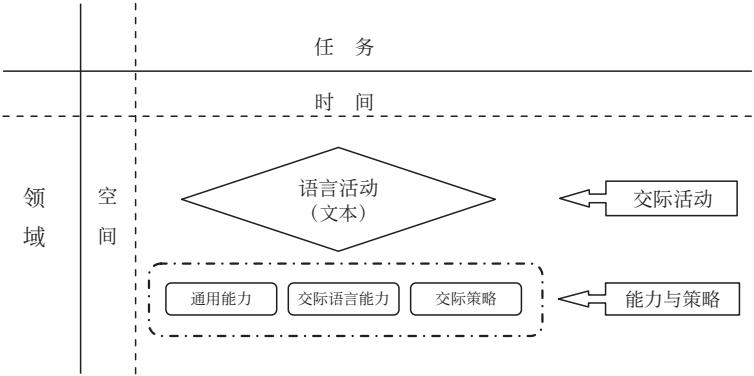 任 务
时 间
领
域
空
间
语言活动
（文本）
交际活动
通用能力
交际语言能力
交际策略
能力与策略